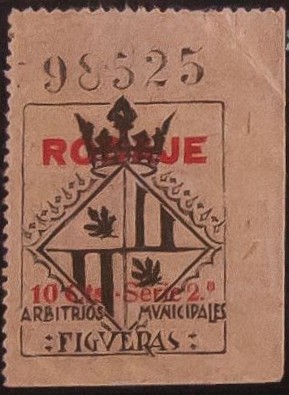 98525
10 Cts.-Serie 2.ª
ARBITRIOS MVNICIPALES
:FIGVERAS: